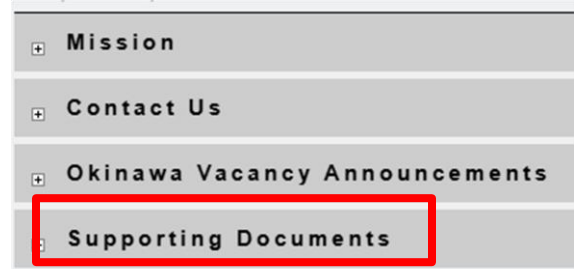 Mission
Contact Us
Okinawa Vacancy Announcements
Supporting Documents